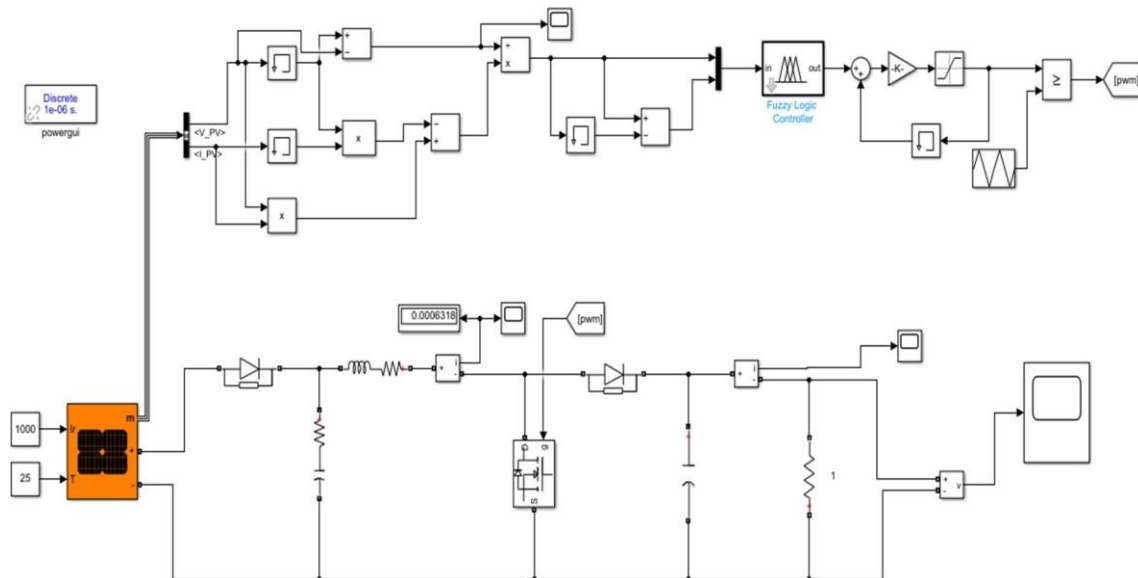 Discrete
1e-06 s.
powergui
<V_PV>
<I_PV>
+
−
x
x
−
+
÷
x
+
−
in
out
Fuzzy Logic
Controller
+
+
-K-
≥
[pwm]
0.0006318
[pwm]
1000
25
Ir
T
m
+
-
+
i
-
g
D
S
+
i
-
1
+
-
v